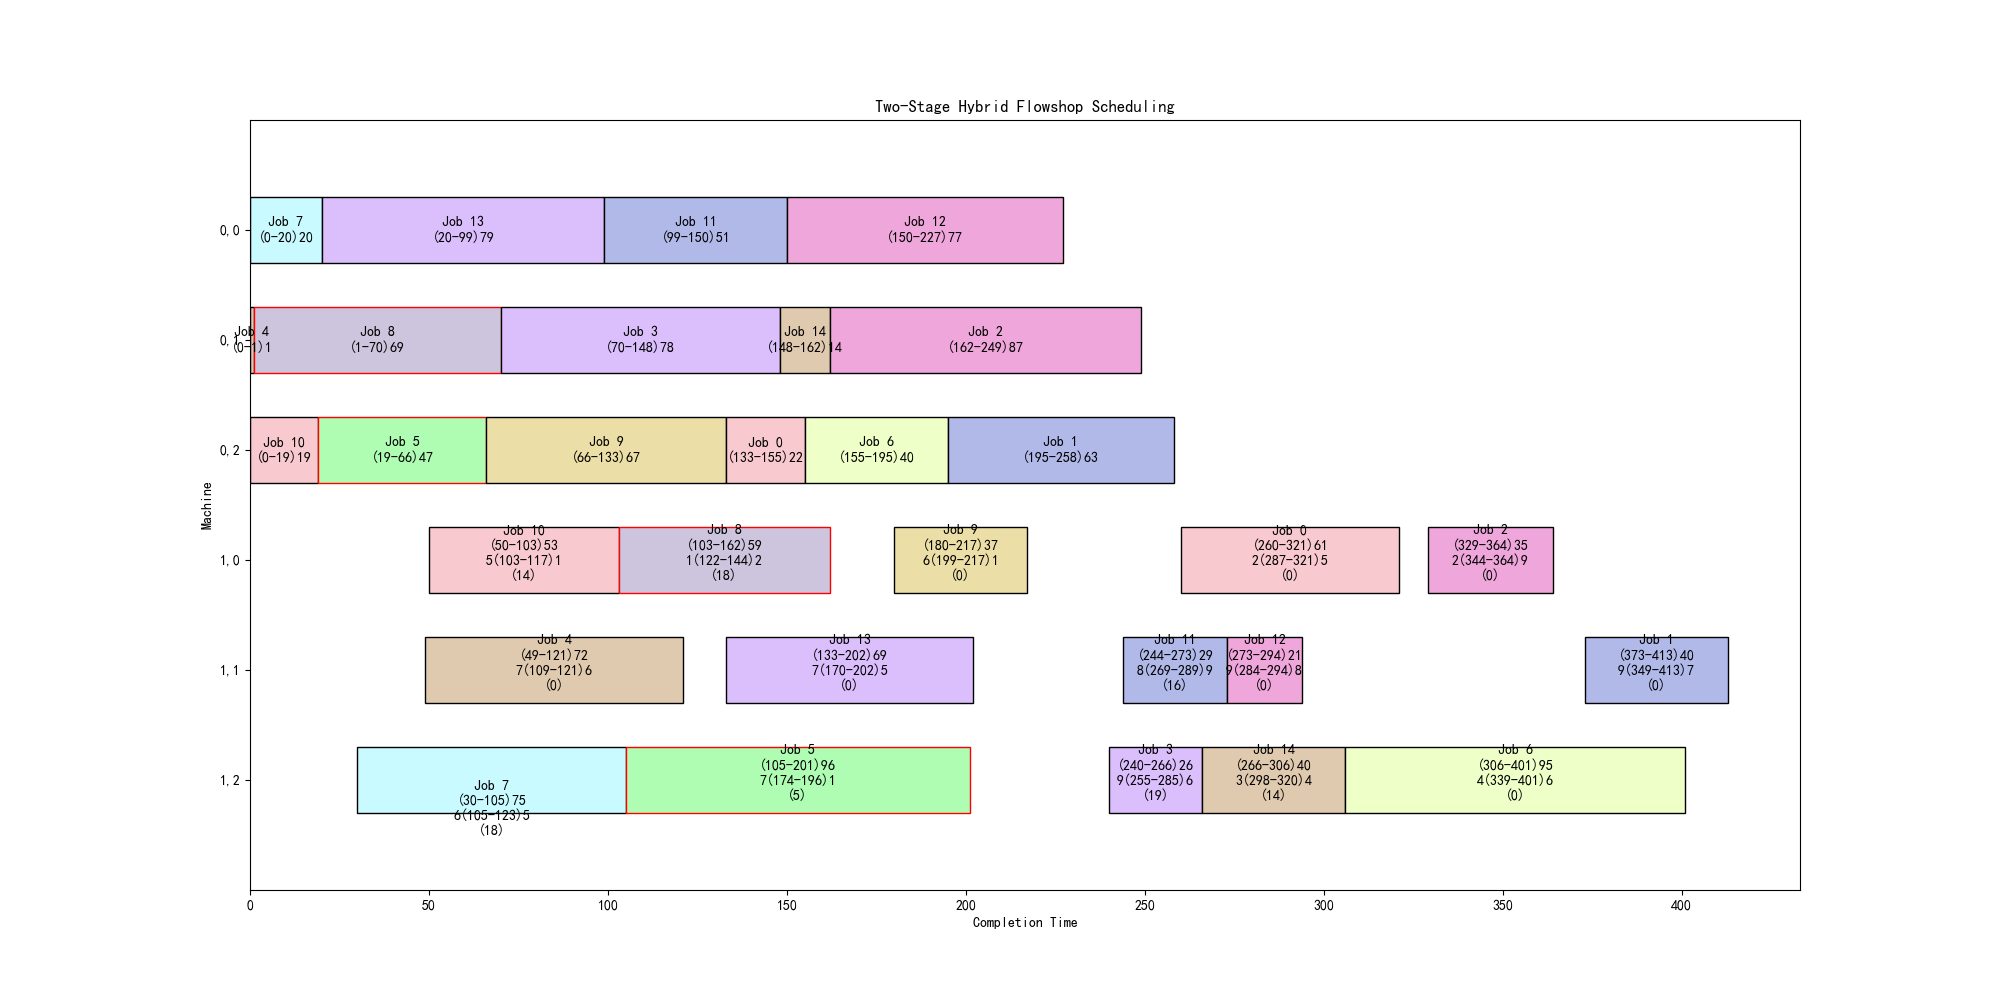 Two-Stage Hybrid Flowshop Scheduling
Machine
0,0
Job 7
(0-20)20
Job 13
(20-99)79
Job 11
(99-150)51
Job 12
(150-227)77
0,1
Job 4
(0-1)1
Job 8
(1-70)69
Job 3
(70-148)78
Job 14
(148-162)14
Job 2
(162-249)87
0,2
Job 10
(0-19)19
Job 5
(19-66)47
Job 9
(66-133)67
Job 0
(133-155)22
Job 6
(155-195)40
Job 1
(195-258)63
1,0
Job 10
(50-103)53
5(103-117)1
(14)
Job 8
(103-162)59
1(122-144)2
(18)
Job 9
(180-217)37
6(199-217)1
(0)
Job 0
(260-321)61
2(287-321)5
(0)
Job 2
(329-364)35
2(344-364)9
(0)
1,1
Job 4
(49-121)72
7(109-121)6
(0)
Job 13
(133-202)69
7(170-202)5
(0)
Job 11
(244-273)29
8(269-289)9
(16)
Job 12
(273-294)21
9(284-294)8
(0)
Job 1
(373-413)40
9(349-413)7
(0)
1,2
Job 7
(30-105)75
6(105-123)5
(18)
Job 5
(105-201)96
7(174-196)1
(5)
Job 3
(240-266)26
9(255-285)6
(19)
Job 14
(266-306)40
3(298-320)4
(14)
Job 6
(306-401)95
4(339-401)6
(0)
0
50
100
150
200
250
300
350
400
Completion Time